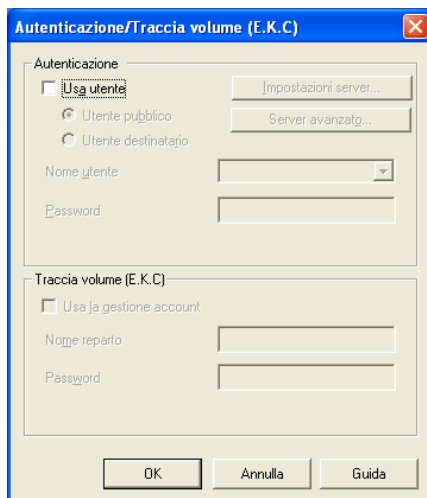 Autenticazione/Traccia volume (E.K.C)
Autenticazione
Usa utente
Impostazioni server...
Utente pubblico
Server avanzato...
Utente destinatario
Nome utente
Password
Traccia volume (E.K.C)
Usa la gestione account
Nome reparto
Password
OK
Annulla
Guida